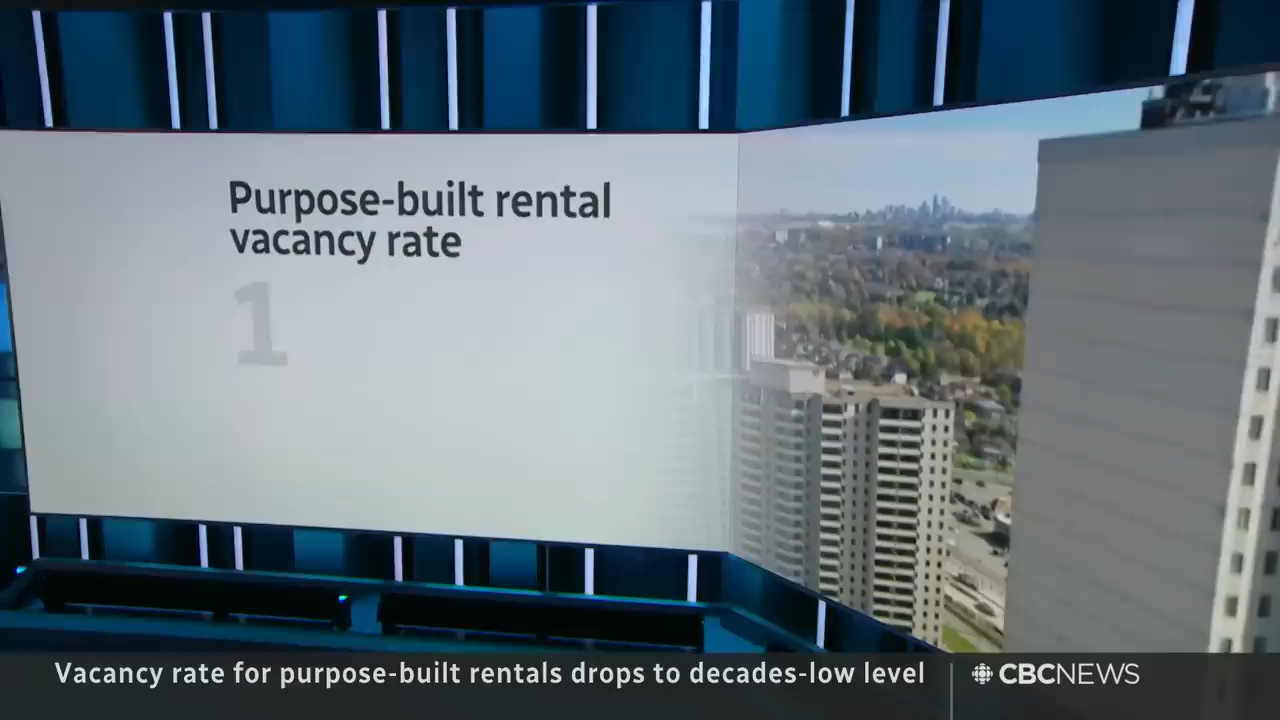 Purpose-built rental
vacancy rate
1
Vacancy rate for purpose-built rentals drops to decades-low level
CBCNEWS